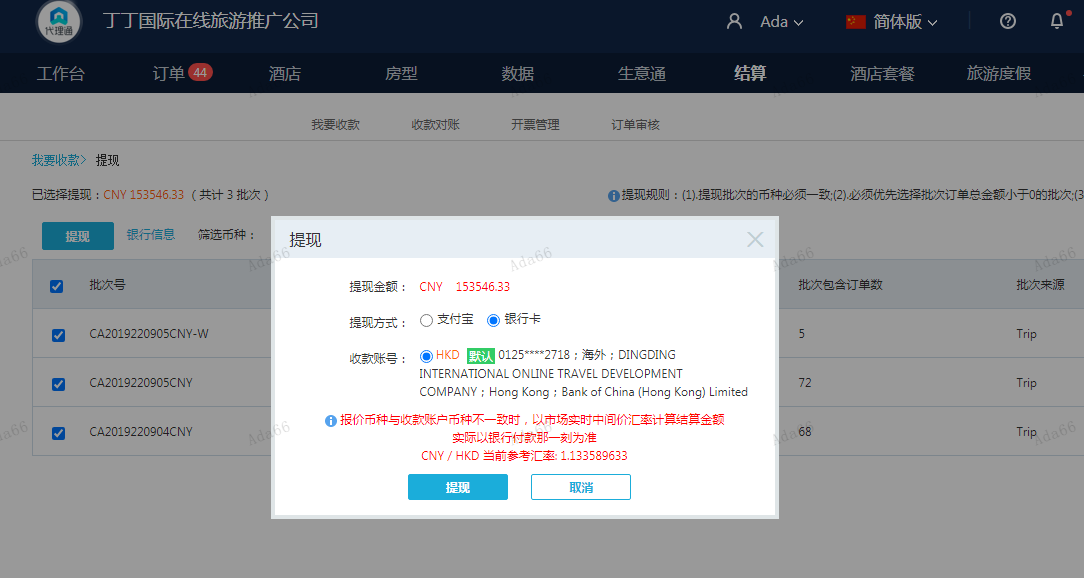 代理通
丁丁国际在线旅游推广公司
Ada
简体版
工作台
订单 44
酒店
房型
数据
生意通
结算
酒店套餐
旅游度假
我要收款
收款对账
开票管理
订单审核
我要收款> 提现
已选择提现：CNY 153546.33 ( 共计 3 批次 )
提现规则：(1).提现批次的币种必须一致;(2).必须优先选择批次订单总金额小于0的批次;(3
提现
银行信息
筛选币种：
批次号
批次包含订单数
批次来源
CA2019220905CNY-W
5
Trip
CA2019220905CNY
72
Trip
CA2019220904CNY
68
Trip
提现
提现金额： CNY 153546.33
提现方式： 支付宝 银行卡
收款账号： HKD 默认 0125****2718；海外；DINGDING
INTERNATIONAL ONLINE TRAVEL DEVELOPMENT
COMPANY；Hong Kong；Bank of China (Hong Kong) Limited
报价币种与收款账户币种不一致时，以市场实时中间价汇率计算结算金额
实际以银行付款那一刻为准
CNY / HKD 当前参考汇率: 1.133589633
提现
取消
Ada66
Ada66
Ada66
Ada66
Ada66
Ada66
Ada66
Ada66